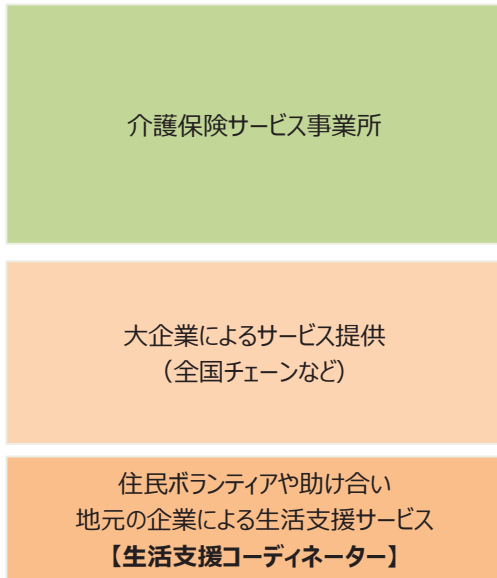 介護保険サービス事業所
大企業によるサービス提供
（全国チェーンなど）
住民ボランティアや助け合い
地元の企業による生活支援サービス
【生活支援コーディネーター】